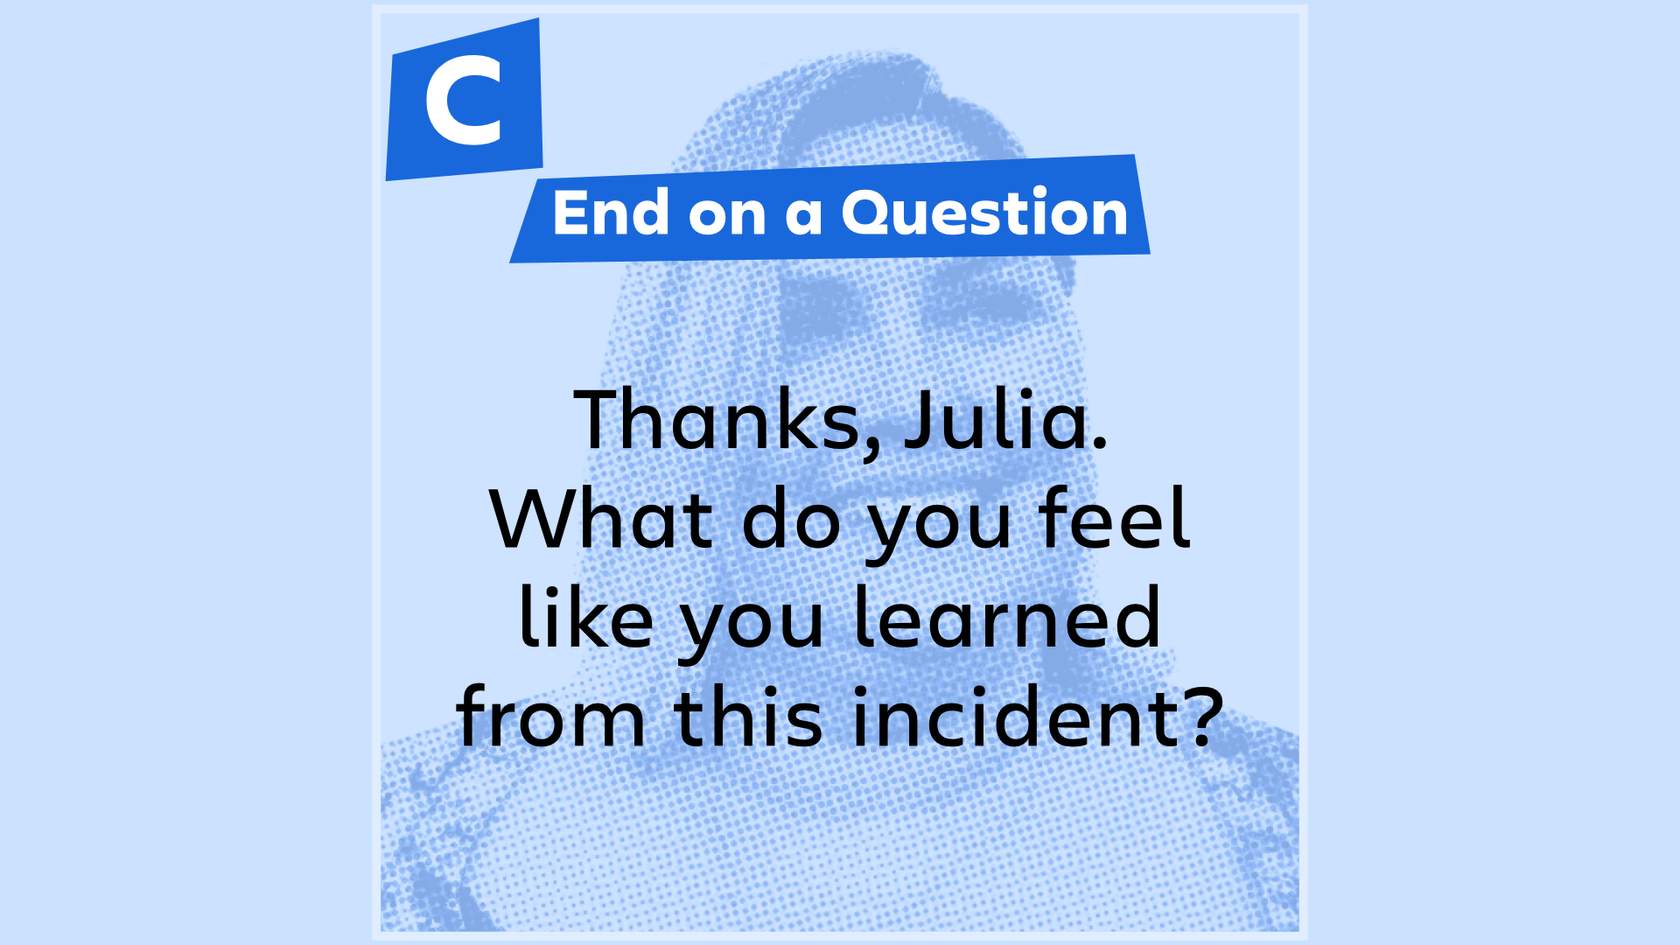 C
End on a Question
Thanks, Julia.
What do you feel
like you learned
from this incident?